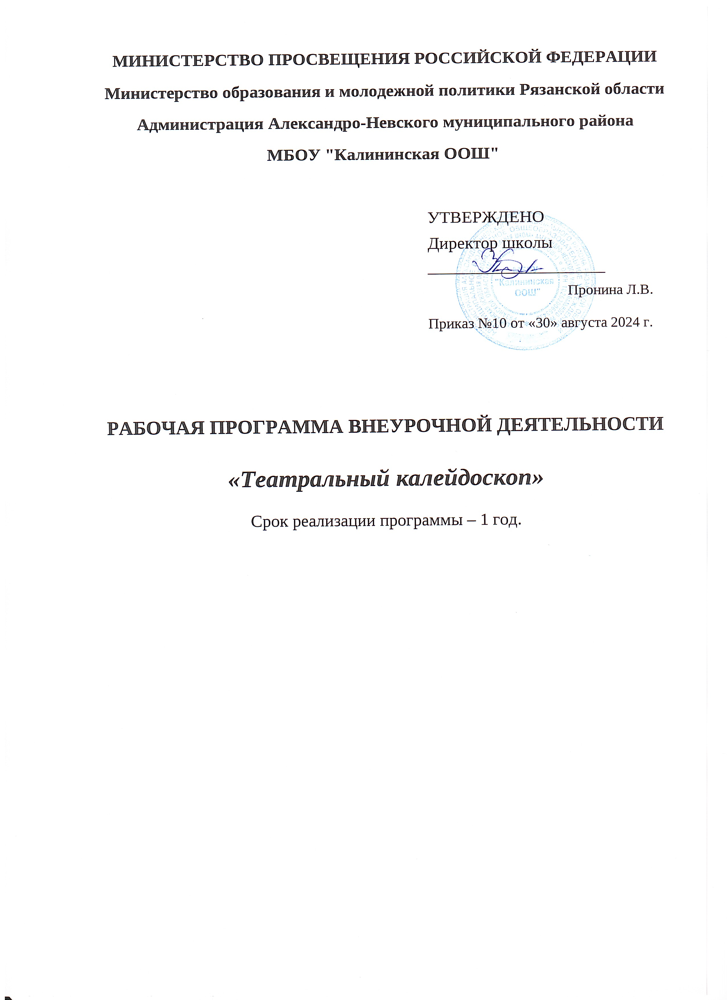 МИНИСТЕРСТВО ПРОСВЕЩЕНИЯ РОССИЙСКОЙ ФЕДЕРАЦИИ
Министерство образования и молодежной политики Рязанской области
Администрация Александро-Невского муниципального района
МБОУ "Калининская ООШ"
УТВЕРЖДЕНО
Директор школы
"Калининская
ООШ"
Пронина Л.В.
Приказ №10 от «30» августа 2024 г.
РАБОЧАЯ ПРОГРАММА ВНЕУРОЧНОЙ ДЕЯТЕЛЬНОСТИ
«Театральный калейдоскоп»
Срок реализации программы – 1 год.